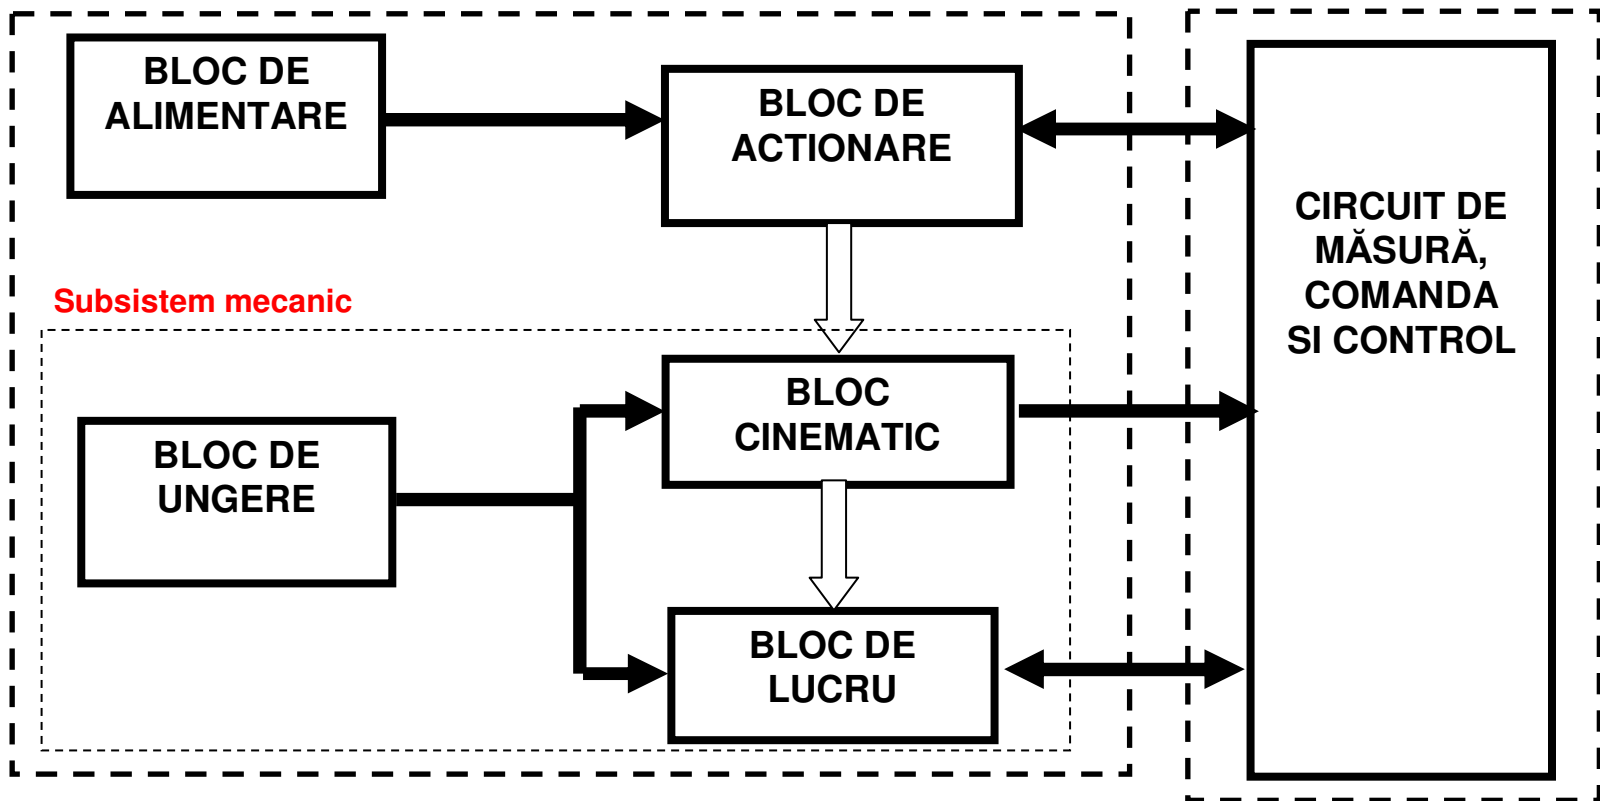 BLOC DE
ALIMENTARE
BLOC DE
ACTIONARE
CIRCUIT DE
MĂSURĂ,
COMANDA
SI CONTROL
Subsistem mecanic
BLOC
CINEMATIC
BLOC DE
UNGERE
BLOC DE
LUCRU